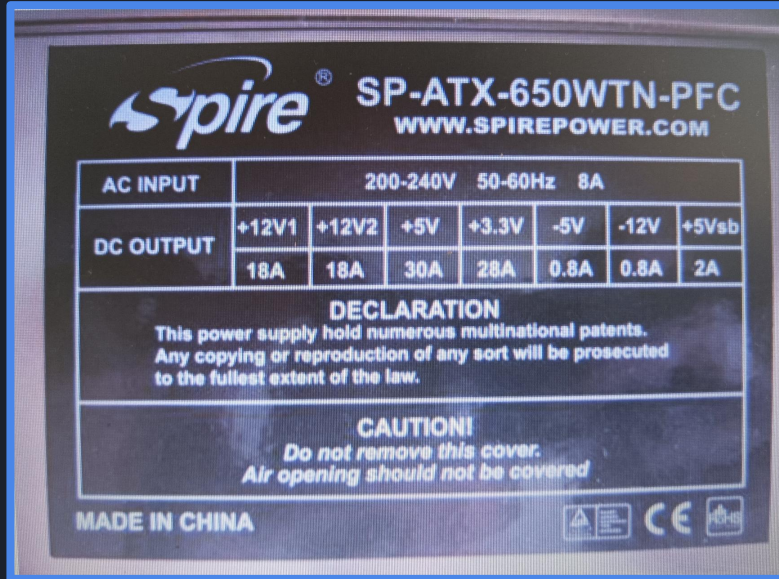 Spire ® SP-ATX-650WTN-PFC
WWW.SPIREPOWER.COM
AC INPUT 200-240V 50-60Hz 8A
DC OUTPUT +12V1 +12V2 +5V +3.3V -5V -12V +5Vsb
18A 18A 30A 28A 0.8A 0.8A 2A
DECLARATION
This power supply hold numerous multinational patents.
Any copying or reproduction of any sort will be prosecuted
to the fullest extent of the law.
CAUTION!
Do not remove this cover.
Air opening should not be covered
MADE IN CHINA CE RoHS